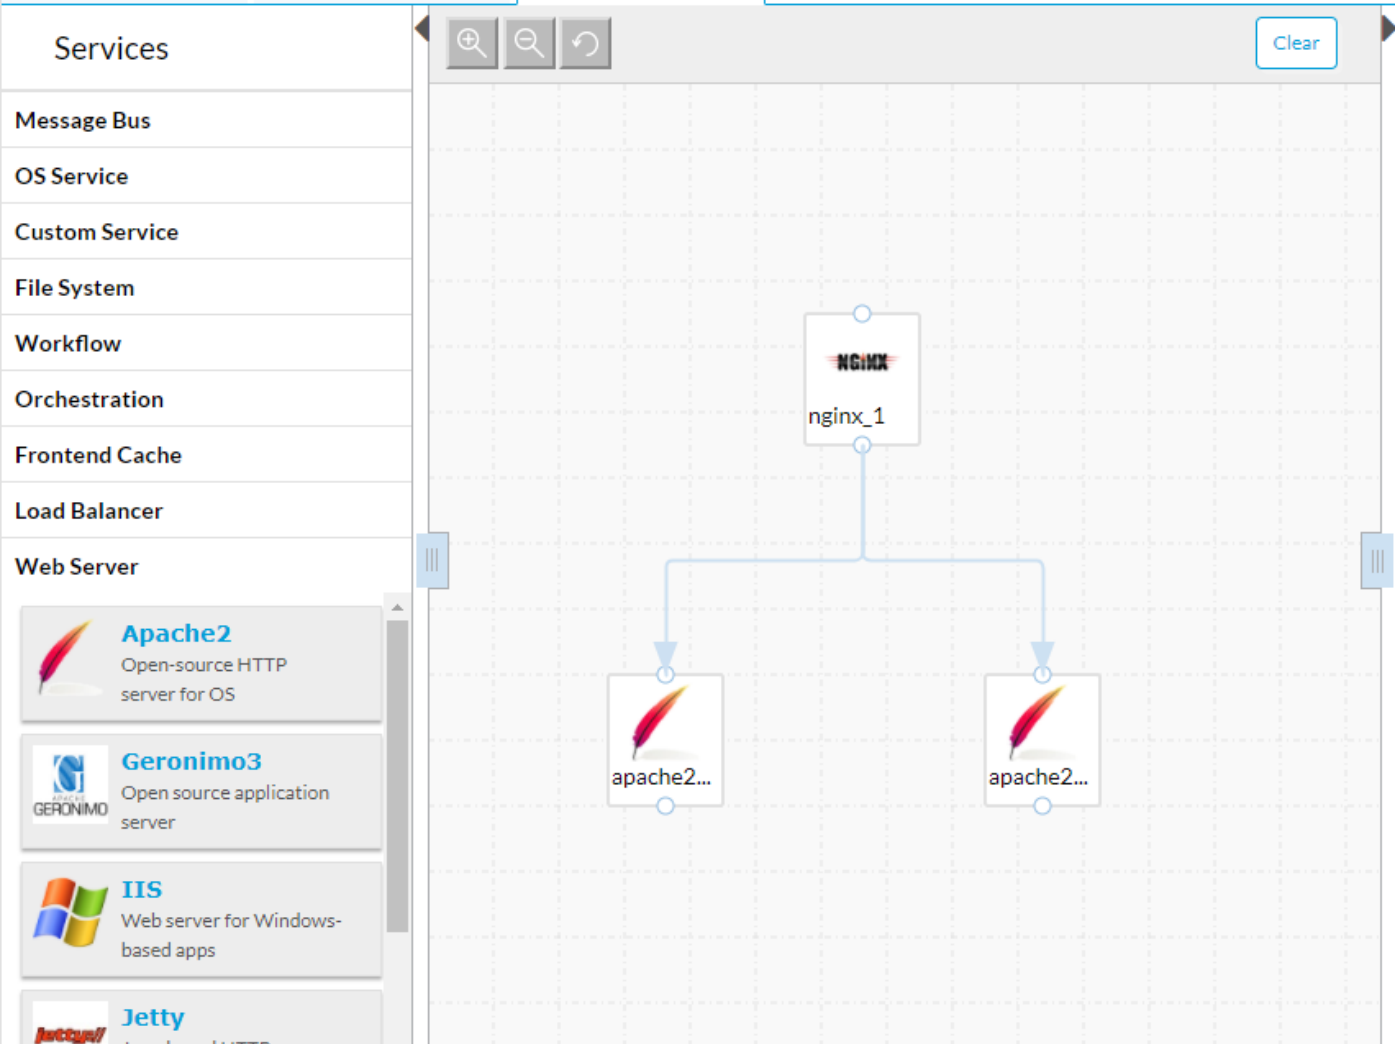 Services
Clear
Message Bus
OS Service
Custom Service
File System
Workflow
Orchestration
Frontend Cache
Load Balancer
Web Server
Apache2
Open-source HTTP
server for OS
APACHE
GERONIMO
Geronimo3
Open source application
server
IIS
Web server for Windows-
based apps
jetty://
Jetty
NGiNX
nginx_1
apache2...
apache2...